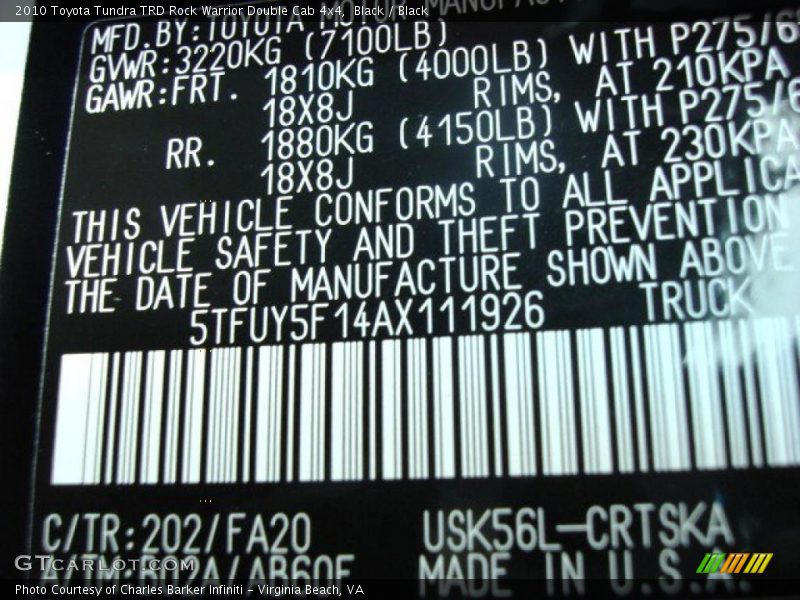 2010 Toyota Tundra TRD Rock Warrior Double Cab 4x4, Black / Black
MFD.BY:TOYOTA MOTOR MANUFAC
GVWR:3220KG (7100LB)
GAWR:FRT. 1810KG (4000LB) WITH P275/6
18X8J RIMS, AT 210KPA
RR. 1880KG (4150LB) WITH P275/6
18X8J RIMS, AT 230KPA
THIS VEHICLE CONFORMS TO ALL APPLICA
VEHICLE SAFETY AND THEFT PREVENTION
THE DATE OF MANUFACTURE SHOWN ABOVE
5TFUY5F14AX111926 TRUCK
C/TR:202/FA20 USK56L-CRTSKA
MADE IN U.S.A.
GTcarlot.com
Photo Courtesy of Charles Barker Infiniti - Virginia Beach, VA